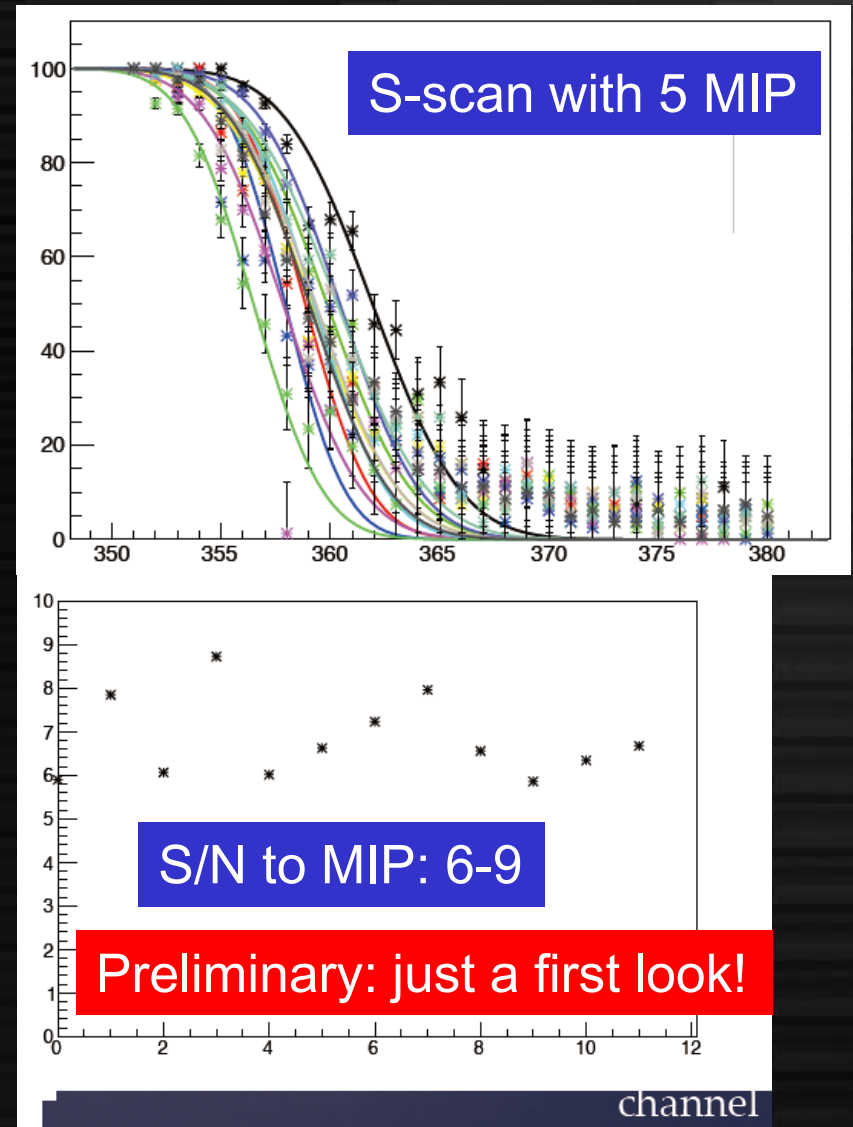 S-scan with 5 MIP
100
80
60
40
20
0
350 355 360 365 370 375 380
10
9
8
7
6
5
4
3
2
1
0
S/N to MIP: 6-9
Preliminary: just a first look!
0 2 4 6 8 10 12
channel